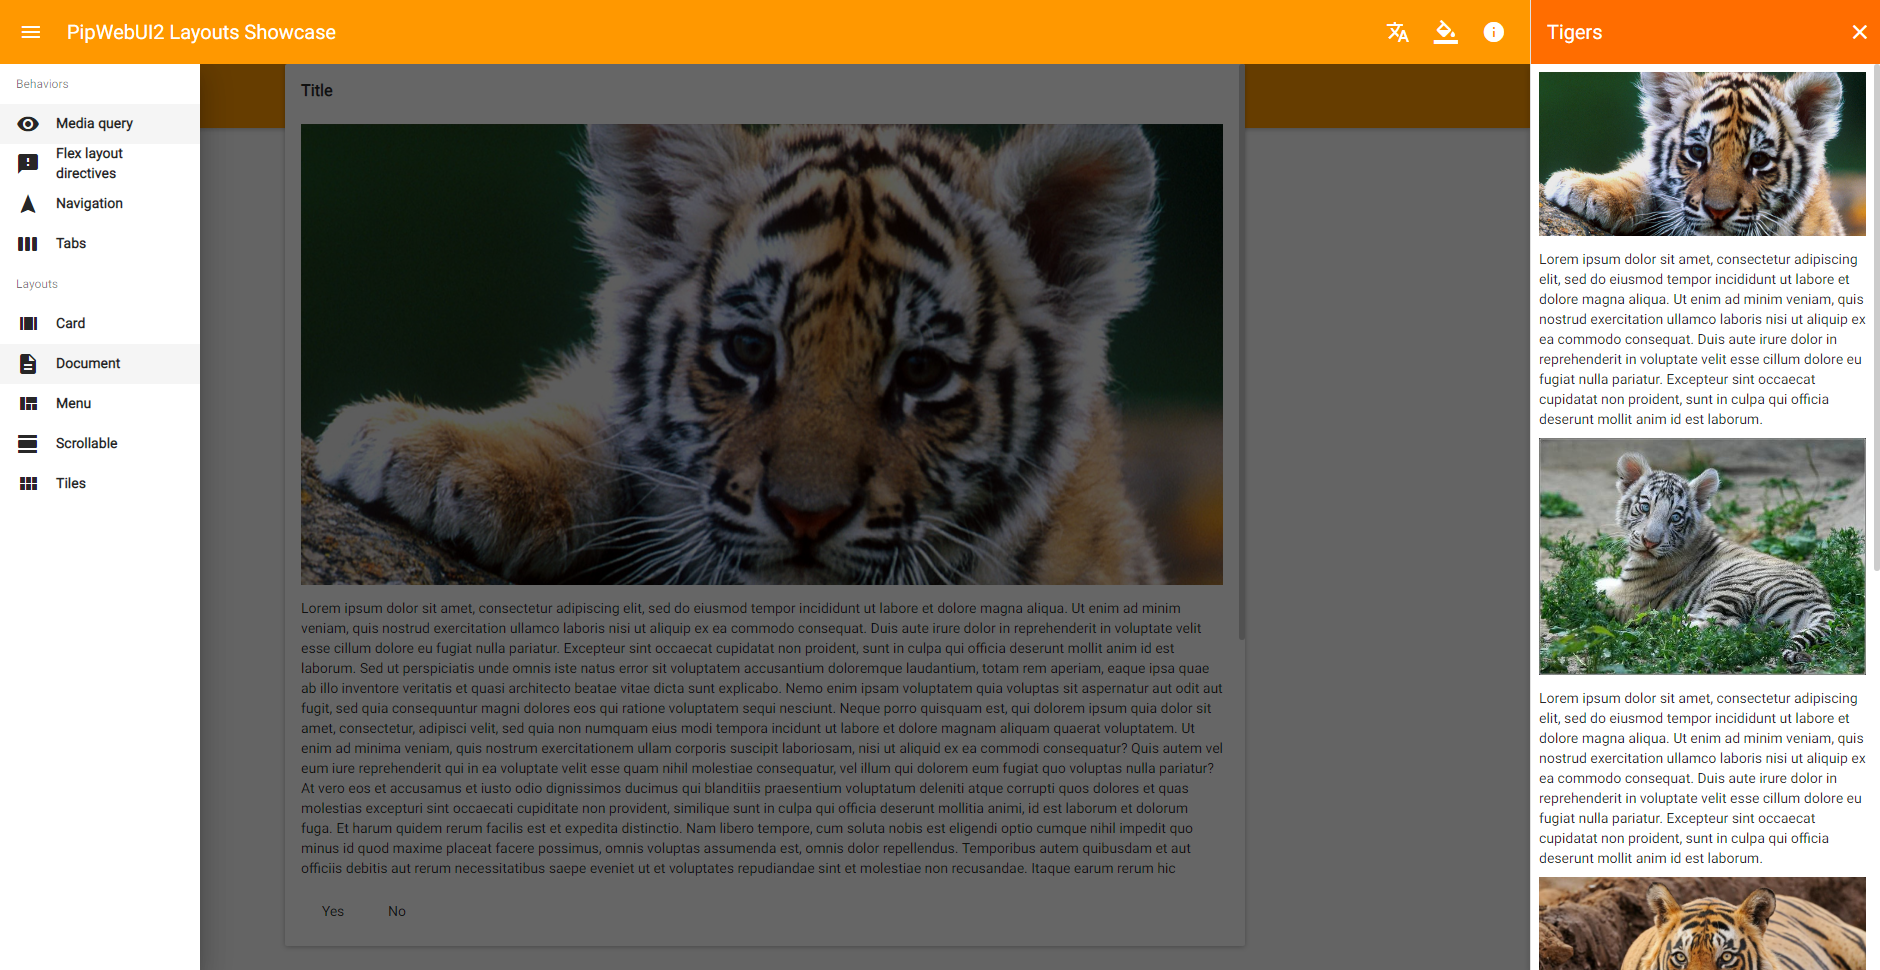 PipWebUI2 Layouts Showcase
Tigers
Behaviors
Media query
Flex layout
directives
Navigation
Tabs
Layouts
Card
Document
Menu
Scrollable
Tiles
Title
Lorem ipsum dolor sit amet, consectetur adipiscing elit, sed do eiusmod tempor incididunt ut labore et dolore magna aliqua. Ut enim ad minim
veniam, quis nostrud exercitation ullamco laboris nisi ut aliquip ex ea commodo consequat. Duis aute irure dolor in reprehenderit in voluptate velit
esse cillum dolore eu fugiat nulla pariatur. Excepteur sint occaecat cupidatat non proident, sunt in culpa qui officia deserunt mollit anim id est
laborum. Sed ut perspiciatis unde omnis iste natus error sit voluptatem accusantium doloremque laudantium, totam rem aperiam, eaque ipsa quae
ab illo inventore veritatis et quasi architecto beatae vitae dicta sunt explicabo. Nemo enim ipsam voluptatem quia voluptas sit aspernatur aut odit aut
fugit, sed quia consequuntur magni dolores eos qui ratione voluptatem sequi nesciunt. Neque porro quisquam est, qui dolorem ipsum quia dolor sit
amet, consectetur, adipisci velit, sed quia non numquam eius modi tempora incidunt ut labore et dolore magnam aliquam quaerat voluptatem. Ut
enim ad minima veniam, quis nostrum exercitationem ullam corporis suscipit laboriosam, nisi ut aliquid ex ea commodi consequatur? Quis autem vel
eum iure reprehenderit qui in ea voluptate velit esse quam nihil molestiae consequatur, vel illum qui dolorem eum fugiat quo voluptas nulla pariatur?
At vero eos et accusamus et iusto odio dignissimos ducimus qui blanditiis praesentium voluptatum deleniti atque corrupti quos dolores et quas
molestias excepturi sint occaecati cupiditate non provident, similique sunt in culpa qui officia deserunt mollitia animi, id est laborum et dolorum
fuga. Et harum quidem rerum facilis est et expedita distinctio. Nam libero tempore, cum soluta nobis est eligendi optio cumque nihil impedit quo
minus id quod maxime placeat facere possimus, omnis voluptas assumenda est, omnis dolor repellendus. Temporibus autem quibusdam et aut
officiis debitis aut rerum necessitatibus saepe eveniet ut et voluptates repudiandae sint et molestiae non recusandae. Itaque earum rerum hic
Yes No
Lorem ipsum dolor sit amet, consectetur adipiscing
elit, sed do eiusmod tempor incididunt ut labore et
dolore magna aliqua. Ut enim ad minim veniam, quis
nostrud exercitation ullamco laboris nisi ut aliquip ex
ea commodo consequat. Duis aute irure dolor in
reprehenderit in voluptate velit esse cillum dolore eu
fugiat nulla pariatur. Excepteur sint occaecat
cupidatat non proident, sunt in culpa qui officia
deserunt mollit anim id est laborum.
Lorem ipsum dolor sit amet, consectetur adipiscing
elit, sed do eiusmod tempor incididunt ut labore et
dolore magna aliqua. Ut enim ad minim veniam, quis
nostrud exercitation ullamco laboris nisi ut aliquip ex
ea commodo consequat. Duis aute irure dolor in
reprehenderit in voluptate velit esse cillum dolore eu
fugiat nulla pariatur. Excepteur sint occaecat
cupidatat non proident, sunt in culpa qui officia
deserunt mollit anim id est laborum.